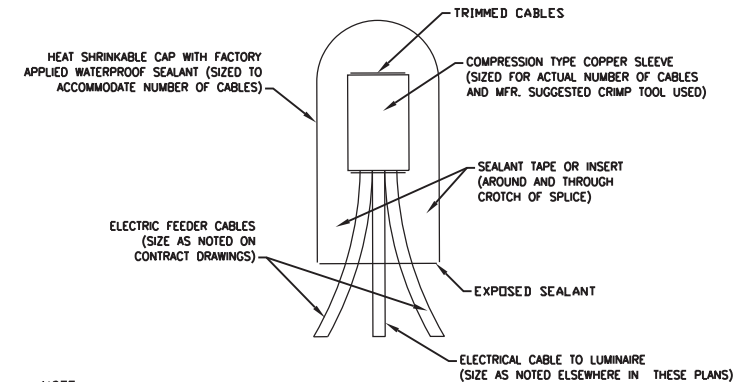 TRIMMED CABLES
HEAT SHRINKABLE CAP WITH FACTORY
APPLIED WATERPROOF SEALANT (SIZED TO
ACCOMMODATE NUMBER OF CABLES)
COMPRESSION TYPE COPPER SLEEVE
(SIZED FOR ACTUAL NUMBER OF CABLES
AND MFR. SUGGESTED CRIMP TOOL USED)
SEALANT TAPE OR INSERT
(AROUND AND THROUGH
CROTCH OF SPLICE)
ELECTRIC FEEDER CABLES
(SIZE AS NOTED ON
CONTRACT DRAWINGS)
EXPOSED SEALANT
ELECTRICAL CABLE TO LUMINAIRE
(SIZE AS NOTED ELSEWHERE IN THESE PLANS)